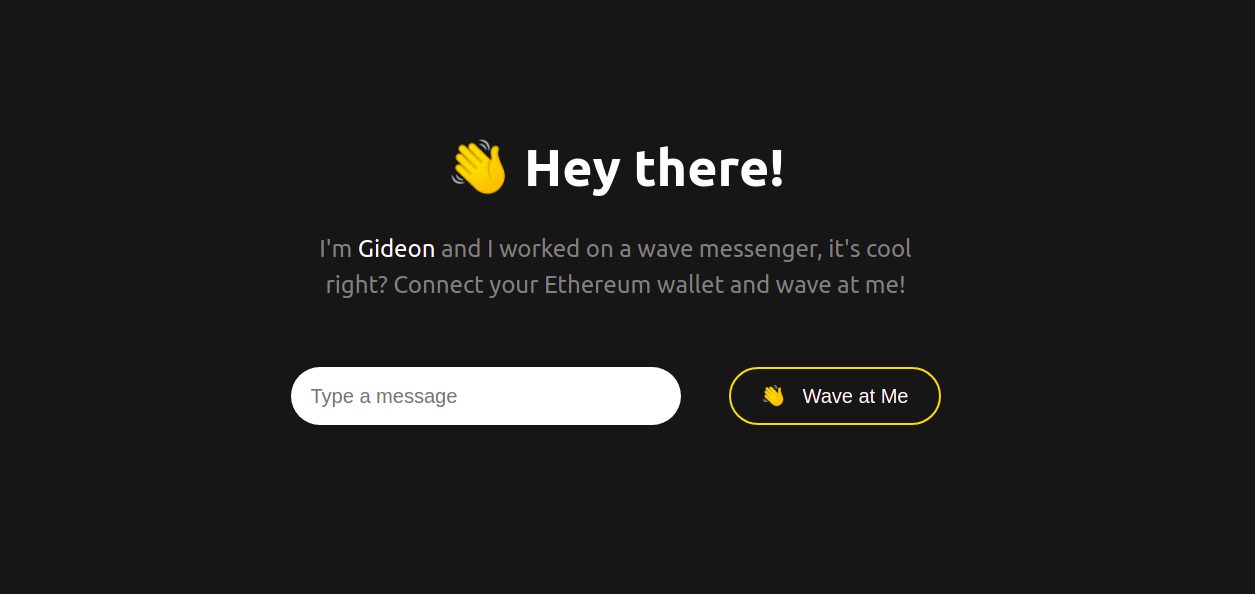 👋 Hey there!
I'm Gideon and I worked on a wave messenger, it's cool
right? Connect your Ethereum wallet and wave at me!
Type a message
👋 Wave at Me